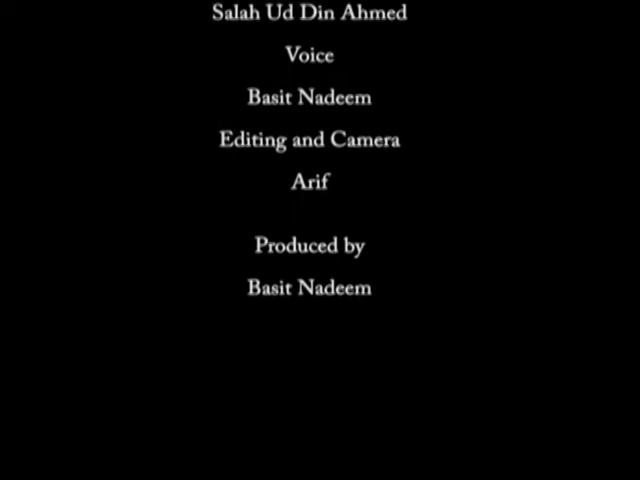 Salah Ud Din Ahmed
Voice
Basit Nadeem
Editing and Camera
Arif
Produced by
Basit Nadeem